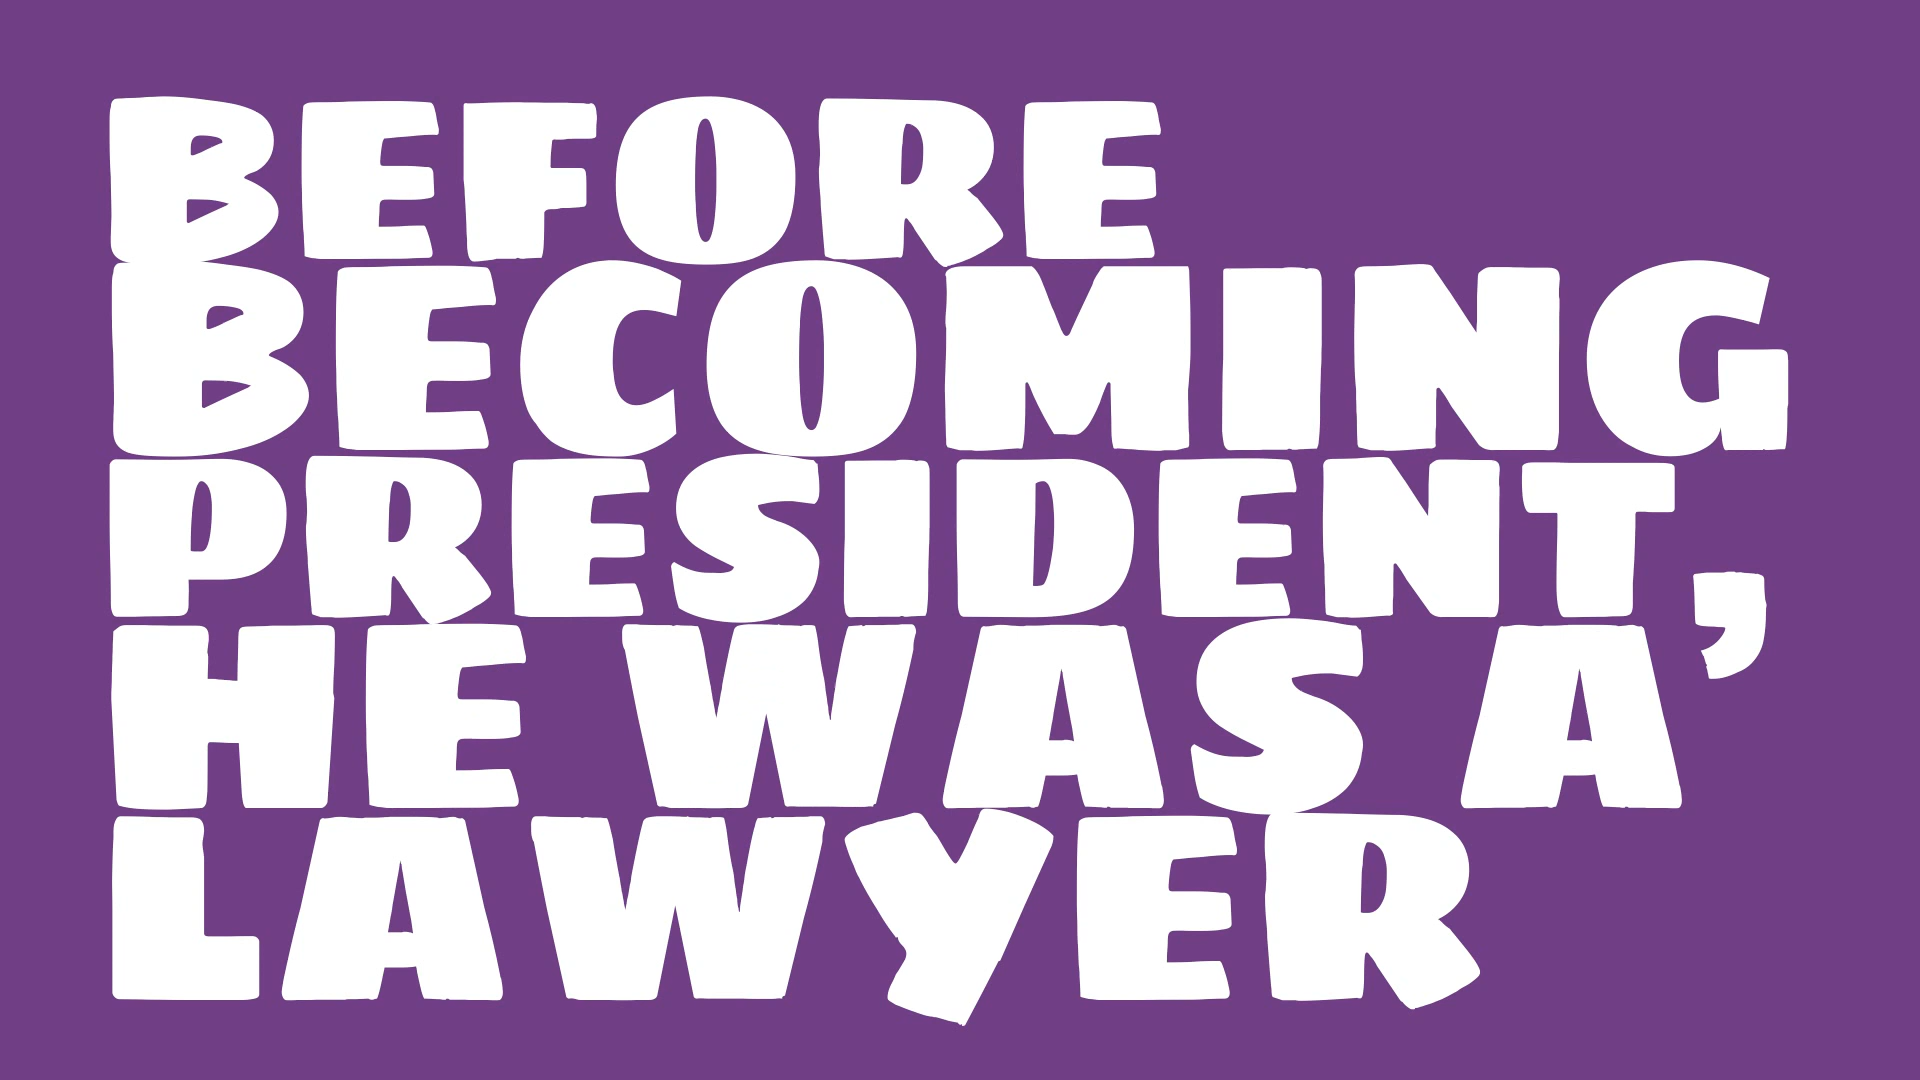 BEFORE
BECOMING
PRESIDENT,
HE WAS A
LAWYER